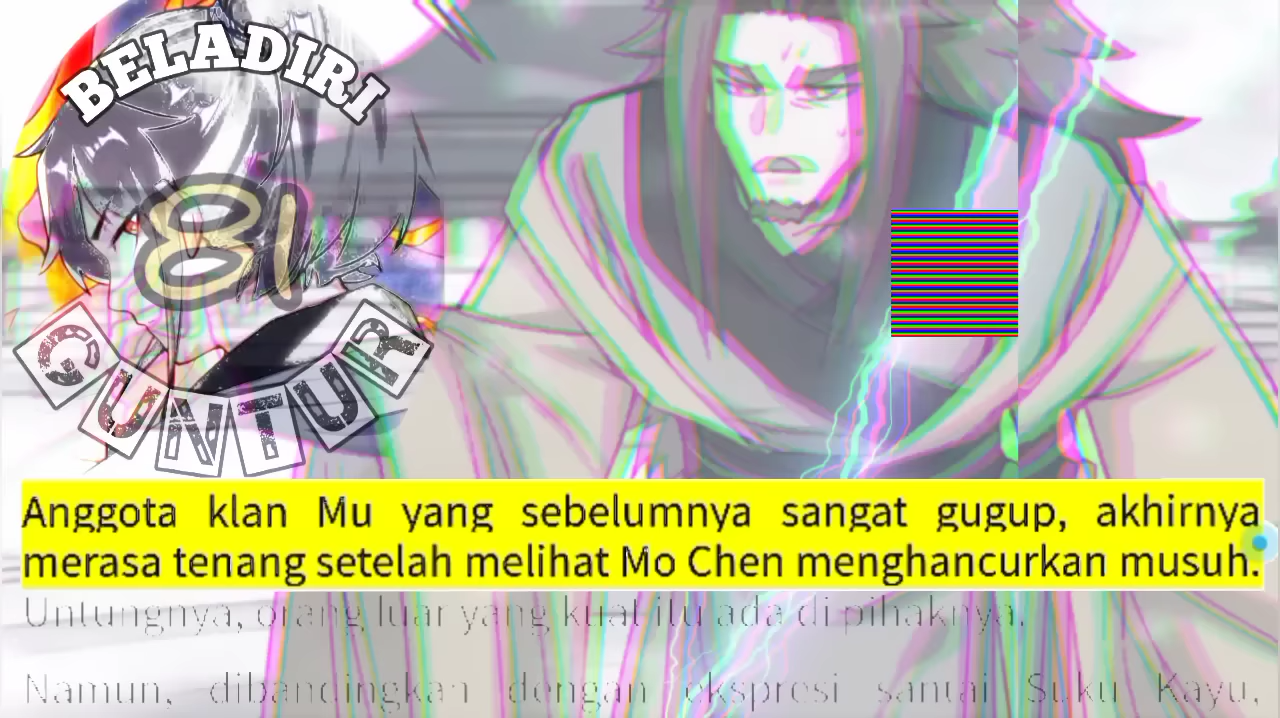 BELADIRI
81
GUNTUR
Anggota klan Mu yang sebelumnya sangat gugup, akhirnya
merasa tenang setelah melihat Mo Chen menghancurkan musuh.
Untungnya, orang luar yang kuat itu ada di pihaknya.
Namun, dibandingkan dengan ekspresi santai Suku Kayu,